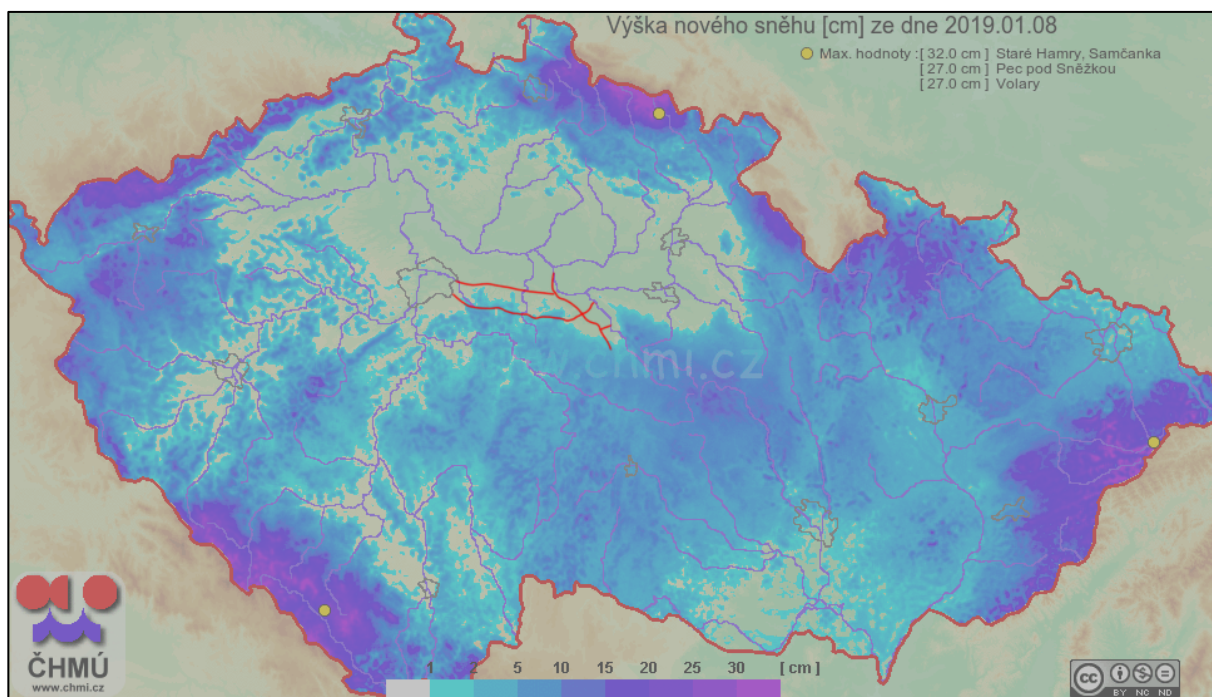 Výška nového sněhu [cm] ze dne 2019.01.08
Max. hodnoty :[ 32.0 cm ] Staré Hamry, Samčanka
[ 27.0 cm ] Pec pod Sněžkou
[ 27.0 cm ] Volary
www.chmi.cz
ČHMÚ
www.chmi.cz
1 2 5 10 15 20 25 30 [ cm ]
cc
BY NC ND